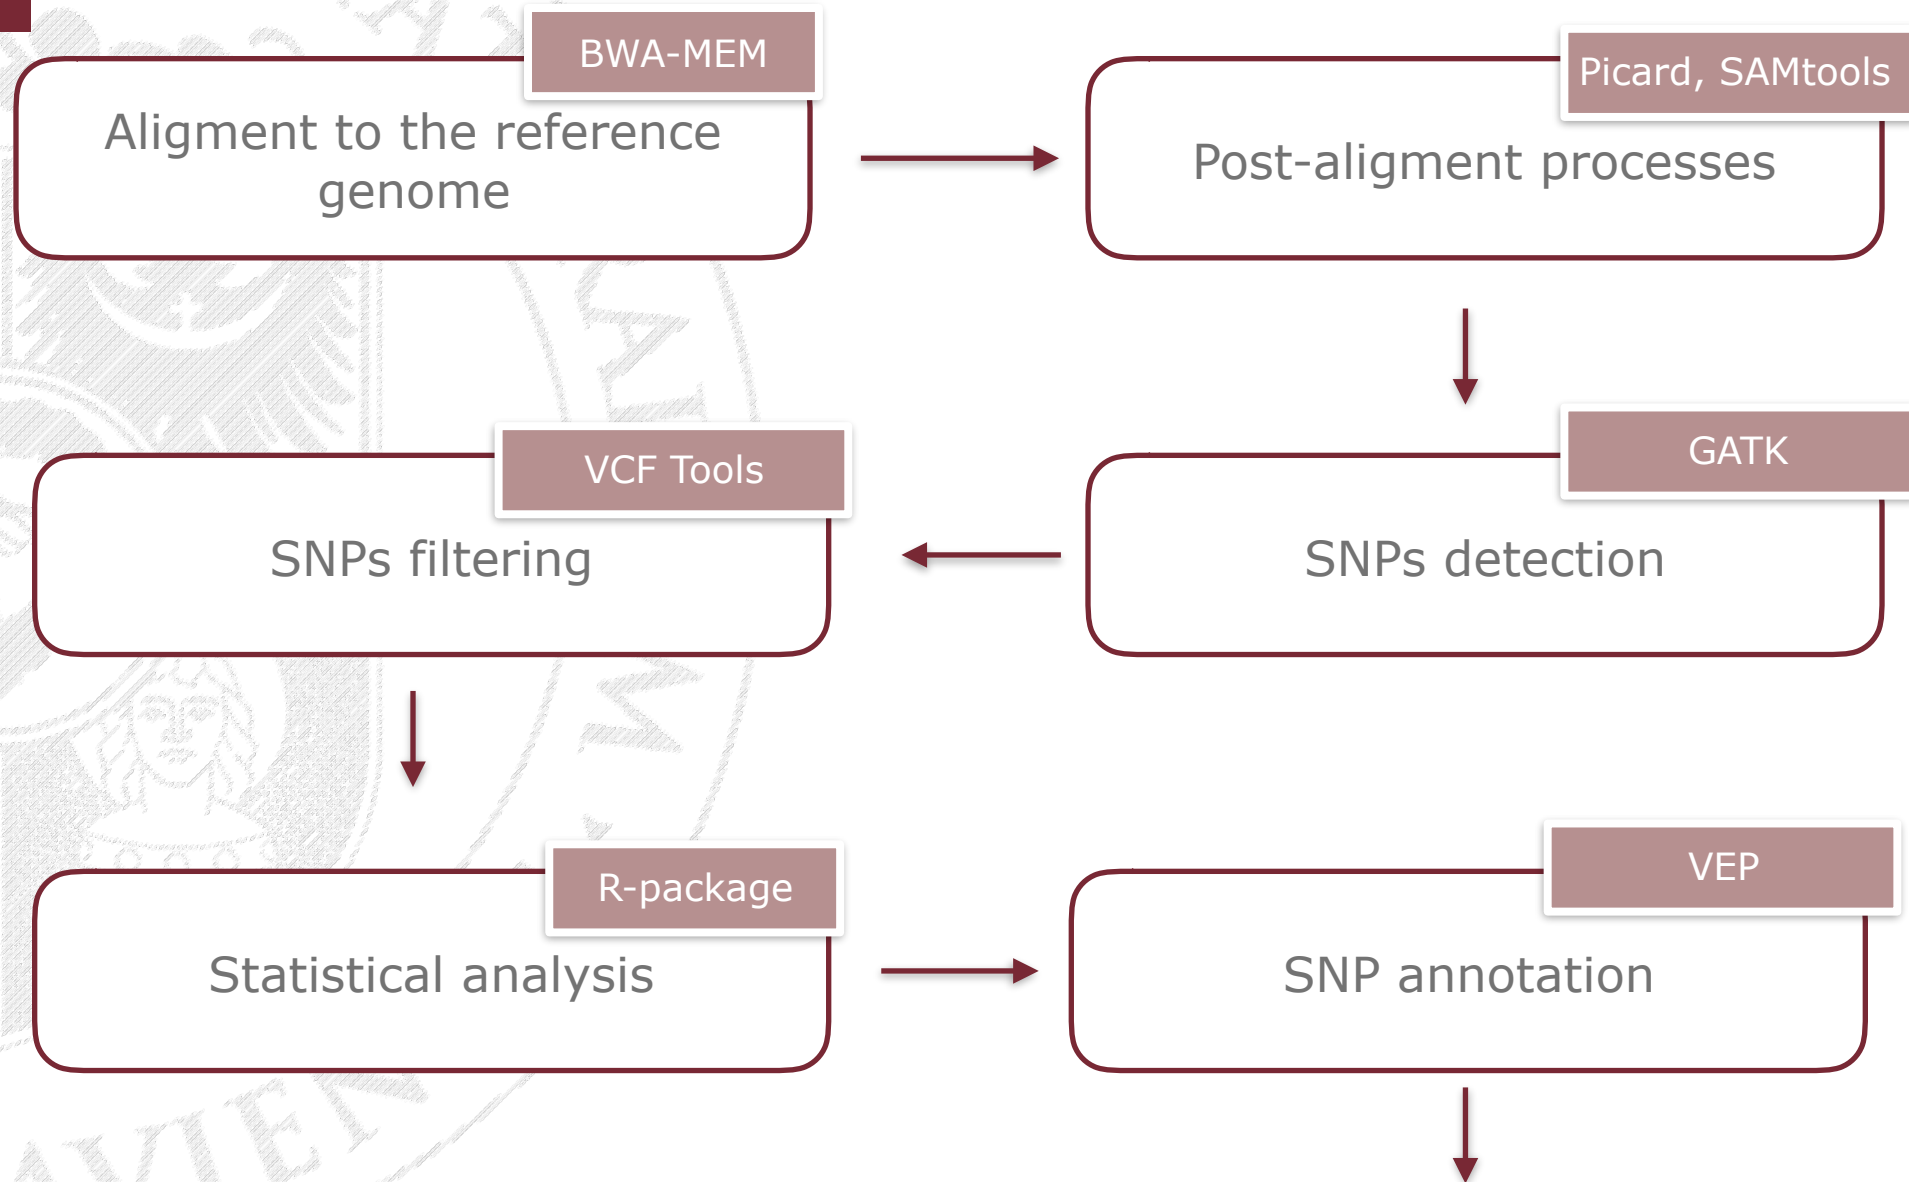 BWA-MEM
Aligment to the reference
genome
Picard, SAMtools
Post-aligment processes
VCF Tools
SNPs filtering
GATK
SNPs detection
R-package
Statistical analysis
VEP
SNP annotation